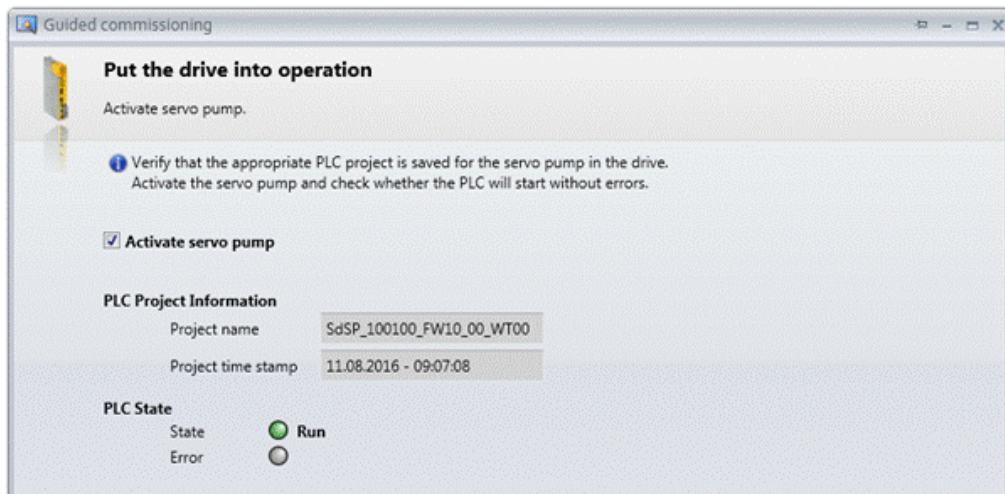 Guided commissioning
Put the drive into operation
Activate servo pump.
Verify that the appropriate PLC project is saved for the servo pump in the drive.
Activate the servo pump and check whether the PLC will start without errors.
Activate servo pump
PLC Project Information
Project name SdSP_100100_FW10_00_WT00
Project time stamp 11.08.2016 - 09:07:08
PLC State
State Run
Error